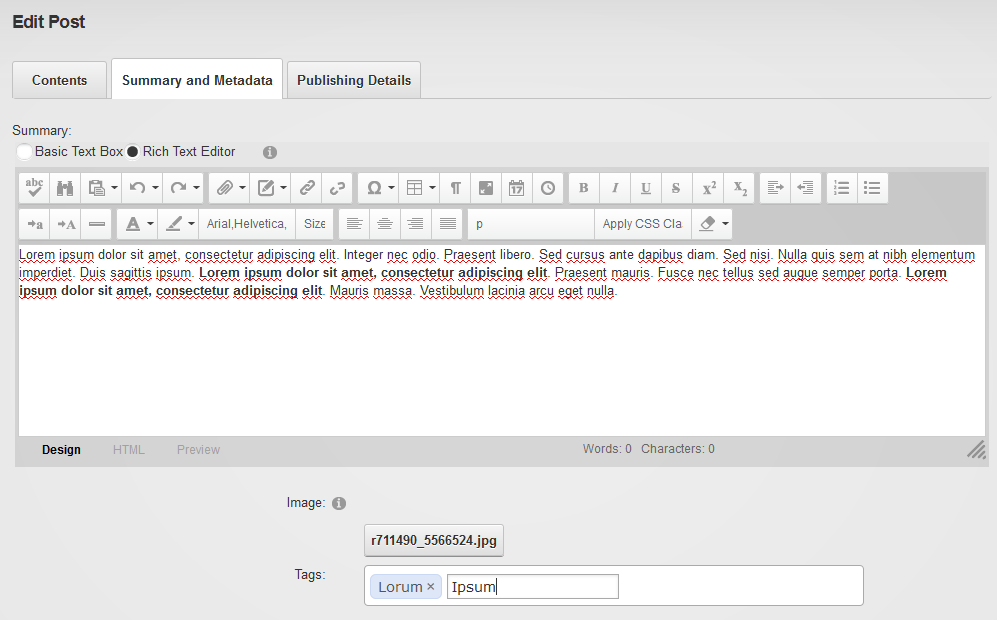 Edit Post
Contents Summary and Metadata Publishing Details
Summary:
Basic Text Box Rich Text Editor
abc 17 ¶ B I U S x² X₂
a A A Arial,Helvetica, Size p Apply CSS Cla
Lorem ipsum dolor sit amet, consectetur adipiscing elit. Integer nec odio. Praesent libero. Sed cursus ante dapibus diam. Sed nisi. Nulla quis sem at nibh elementum
imperdiet. Duis sagittis ipsum. Lorem ipsum dolor sit amet, consectetur adipiscing elit. Praesent mauris. Fusce nec tellus sed augue semper porta. Lorem
ipsum dolor sit amet, consectetur adipiscing elit. Mauris massa. Vestibulum lacinia arcu eget nulla.
Design HTML Preview Words: 0 Characters: 0
Image:
r711490_5566524.jpg
Tags: Lorum × Ipsum